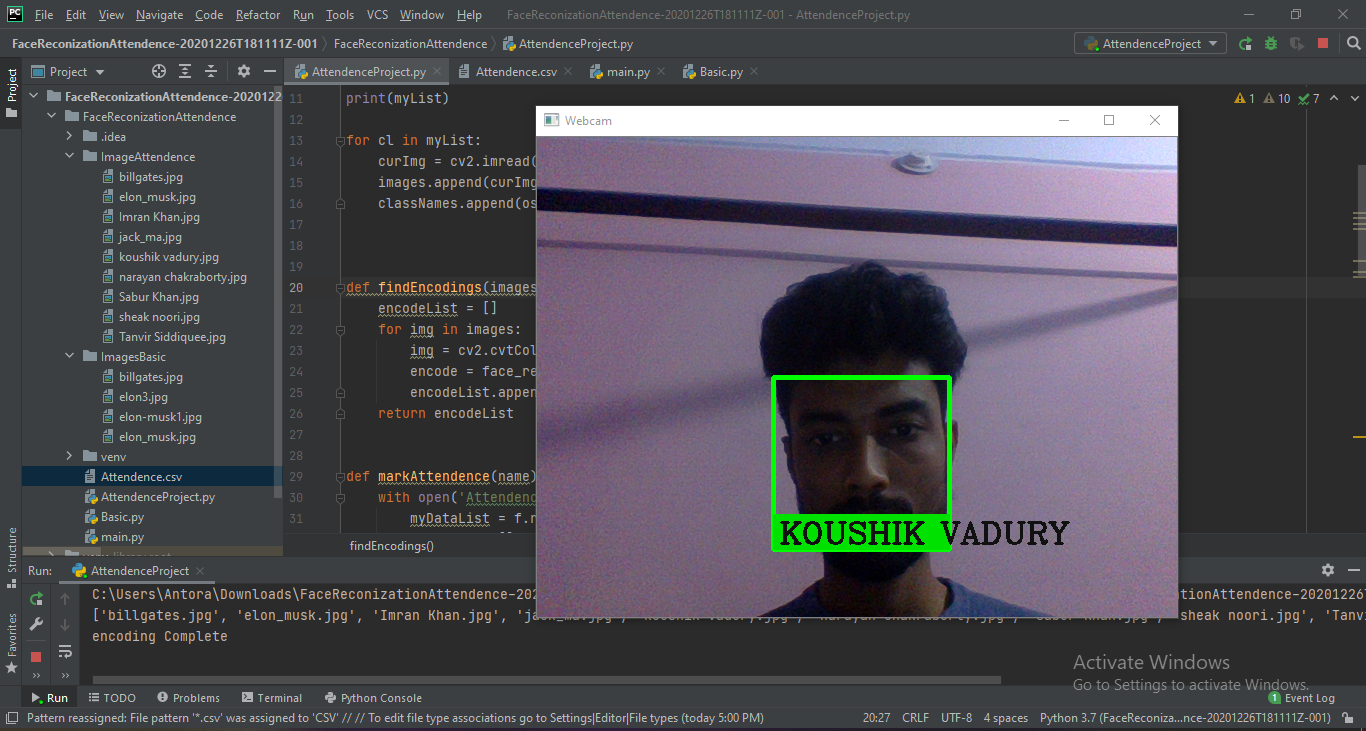 File Edit View Navigate Code Refactor Run Tools VCS Window Help FaceReconizationAttendence-20201226T181111Z-001 - AttendenceProject.py
FaceReconizationAttendence-20201226T181111Z-001 FaceReconizationAttendence AttendenceProject.py AttendenceProject
Project
Project
AttendenceProject.py Attendence.csv main.py Basic.py
FaceReconizationAttendence-202012
FaceReconizationAttendence
.idea
ImageAttendence
billgates.jpg
elon_musk.jpg
Imran Khan.jpg
jack_ma.jpg
koushik vadury.jpg
narayan chakraborty.jpg
Sabur Khan.jpg
sheak noori.jpg
Tanvir Siddiquee.jpg
ImagesBasic
billgates.jpg
elon3.jpg
elon-musk1.jpg
elon_musk.jpg
venv
Attendence.csv
AttendenceProject.py
Basic.py
main.py
11 print(myList)
12
13 for cl in myList:
14 curImg = cv2.imread(
15 images.append(curImg
16 classNames.append(os
17
18
19
20 def findEncodings(images
21 encodeList = []
22 for img in images:
23 img = cv2.cvtCol
24 encode = face_re
25 encodeList.appen
26 return encodeList
27
28
29 def markAttendence(name)
30 with open('Attendenc
31 myDataList = f.r
findEncodings()
1 10 7
Webcam
KOUSHIK VADURY
Structure
Favorites
Run: AttendenceProject
C:\Users\Antora\Downloads\FaceReconizationAttendence-202
['billgates.jpg', 'elon_musk.jpg', 'Imran Khan.jpg', 'sheak noori.jpg', 'Tanvi
encoding Complete
Activate Windows
Go to Settings to activate Windows.
Run TODO Problems Terminal Python Console 1 Event Log
Pattern reassigned: File pattern '*.csv' was assigned to 'CSV' // // To edit file type associations go to Settings|Editor|File types (today 5:00 PM) 20:27 CRLF UTF-8 4 spaces Python 3.7 (FaceReconiza...nce-20201226T181111Z-001)